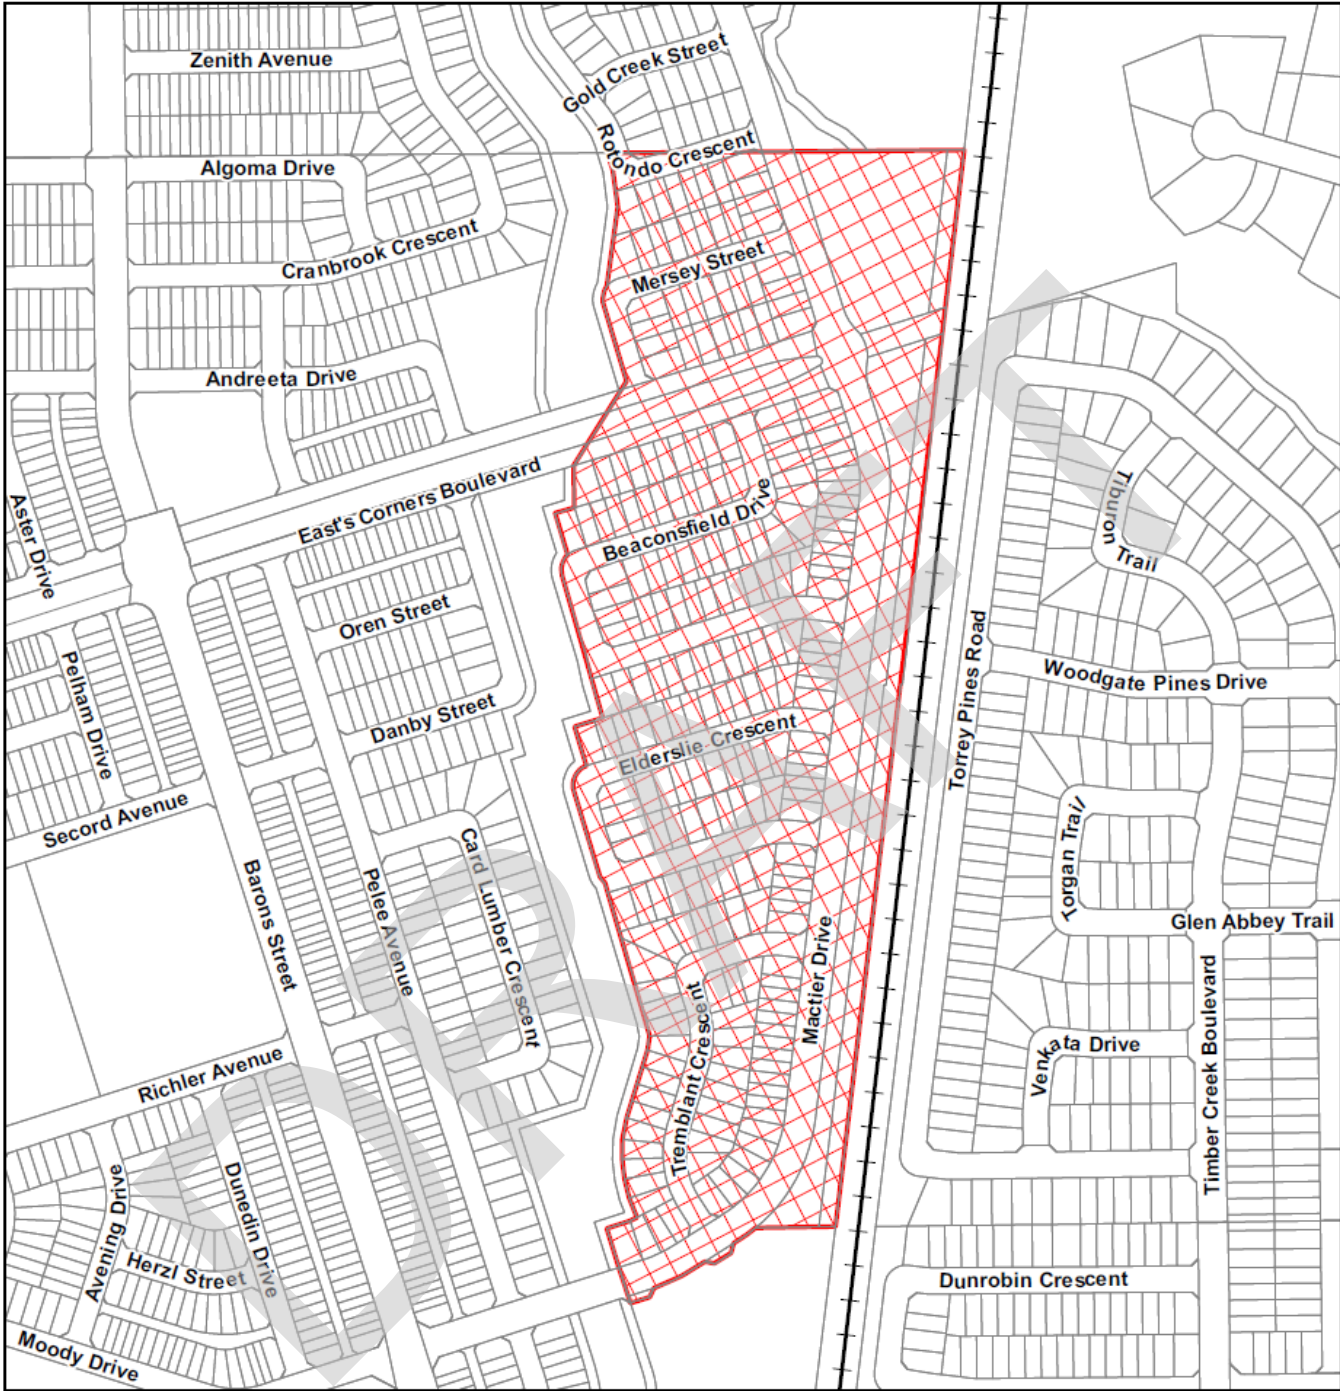 Zenith Avenue
Gold Creek Street
Algoma Drive
Rotondo Crescent
Cranbrook Crescent
Mersey Street
Andreeta Drive
East's Corners Boulevard
Aster Drive
Beaconsfield Drive
Tiburon Trail
Oren Street
Pelham Drive
Danby Street
Elderslie Crescent
Torrey Pines Road
Woodgate Pines Drive
Secord Avenue
Barons Street
Pelee Avenue
Card Lumber Crescent
Torgan Trail
Glen Abbey Trail
Mactier Drive
Tremblant Crescent
Richler Avenue
Venkata Drive
Timber Creek Boulevard
Avening Drive
Dunedin Drive
Herzl Street
Dunrobin Crescent
Moody Drive
DRAFT